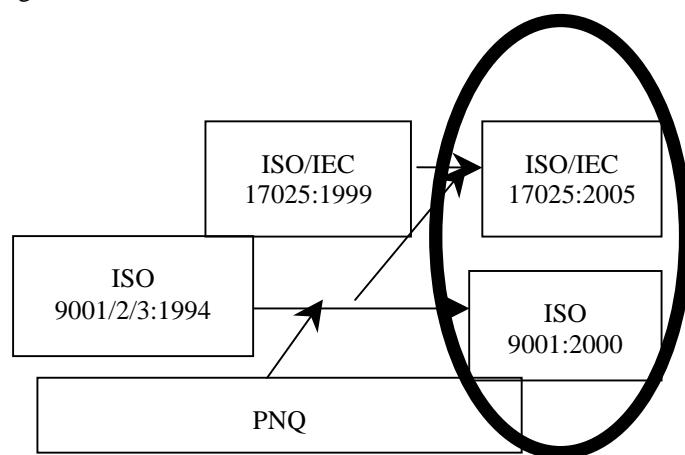 ISO/IEC
17025:1999
ISO/IEC
17025:2005
ISO
9001/2/3:1994
ISO
9001:2000
PNQ